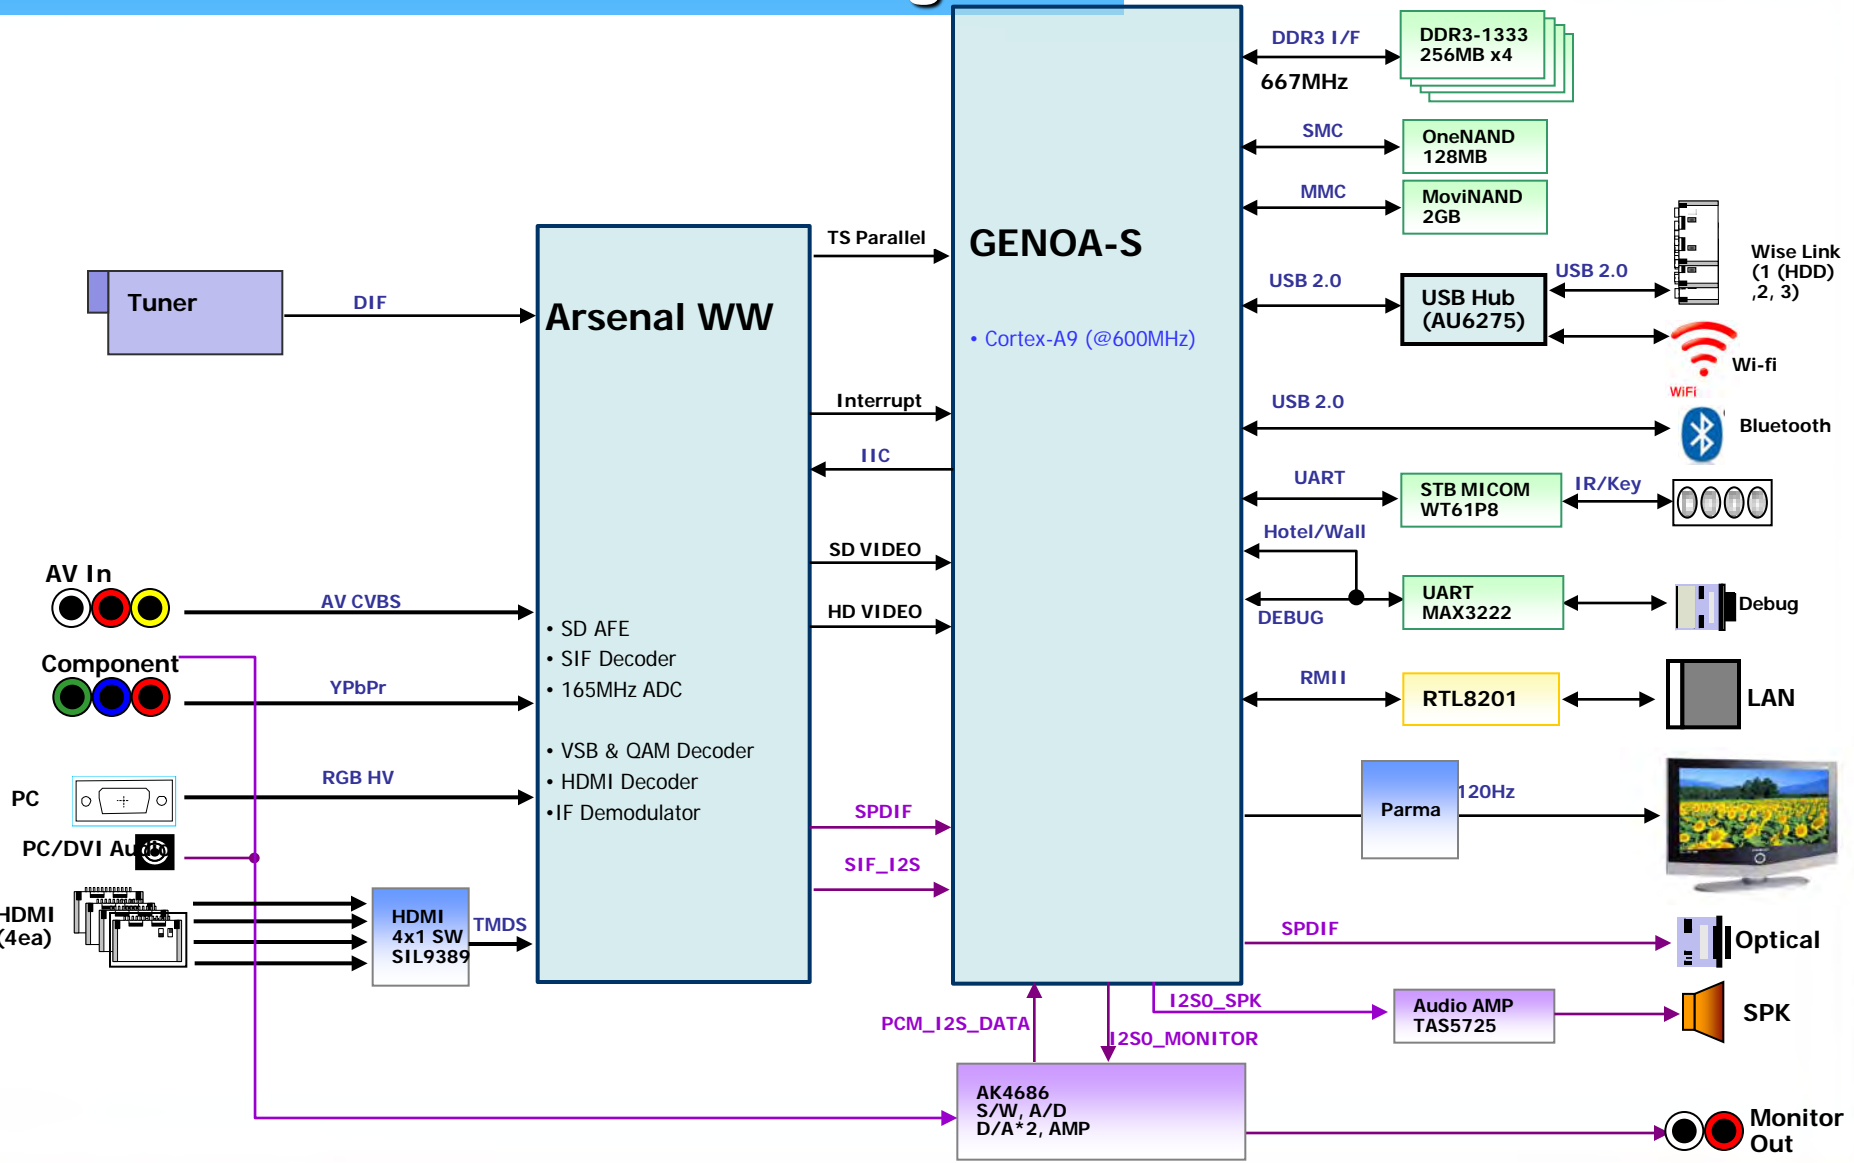 DDR3 I/F
667MHz
DDR3-1333
256MB x4
SMC
OneNAND
128MB
MMC
MoviNAND
2GB
GENOA-S
• Cortex-A9 (@600MHz)
TS Parallel
Tuner
DIF
Arsenal WW
USB 2.0
USB Hub
(AU6275)
USB 2.0
Wise Link
(1 (HDD)
,2, 3)
Wi-fi
WiFi
Interrupt
USB 2.0
Bluetooth
IIC
UART
STB MICOM
WT61P8
IR/Key
Hotel/Wall
SD VIDEO
AV In
AV CVBS
HD VIDEO
DEBUG
UART
MAX3222
Debug
• SD AFE
• SIF Decoder
• 165MHz ADC
Component
YPbPr
RMII
RTL8201
LAN
• VSB & QAM Decoder
• HDMI Decoder
•IF Demodulator
PC
RGB HV
Parma
120Hz
SPDIF
PC/DVI Audio
SIF_I2S
HDMI
(4ea)
HDMI
4x1 SW
SIL9389
TMDS
SPDIF
Optical
I2S0_SPK
Audio AMP
TAS5725
SPK
PCM_I2S_DATA
I2S0_MONITOR
AK4686
S/W, A/D
D/A*2, AMP
Monitor
Out